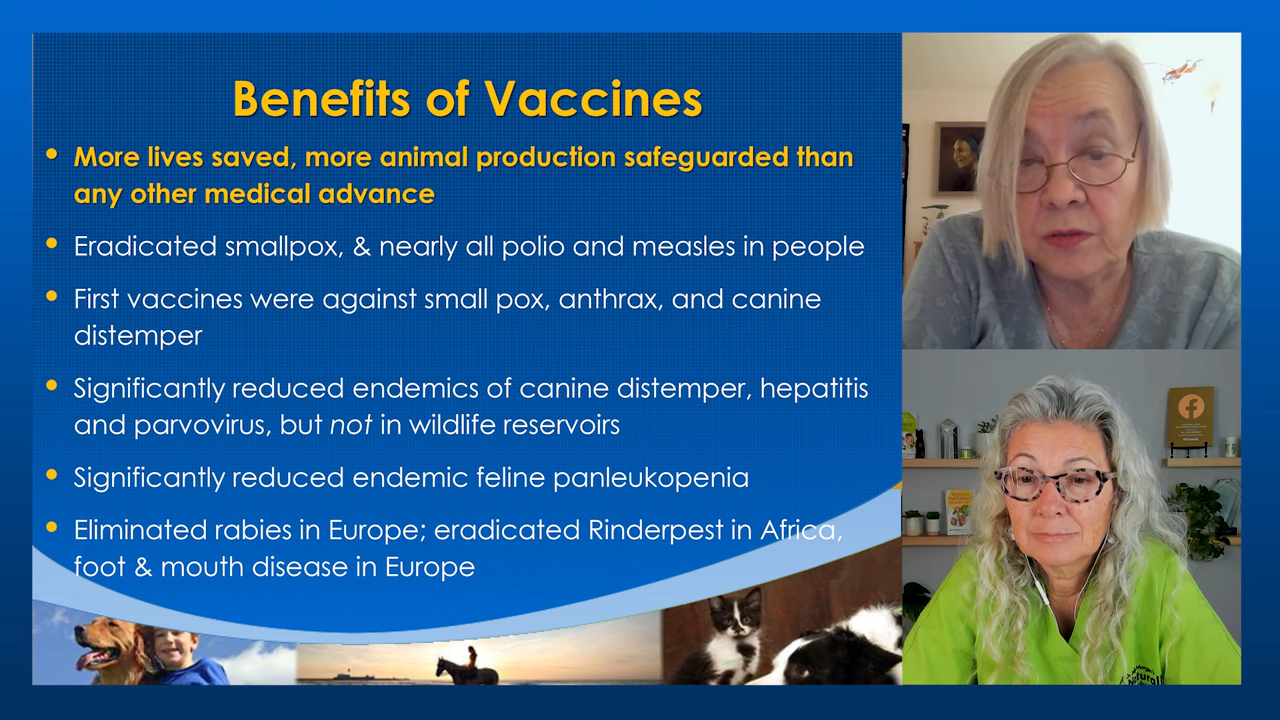 Benefits of Vaccines
• More lives saved, more animal production safeguarded than
any other medical advance
• Eradicated smallpox, & nearly all polio and measles in people
• First vaccines were against small pox, anthrax, and canine
distemper
• Significantly reduced endemics of canine distemper, hepatitis
and parvovirus, but not in wildlife reservoirs
• Significantly reduced endemic feline panleukopenia
• Eliminated rabies in Europe; eradicated Rinderpest in Africa,
foot & mouth disease in Europe